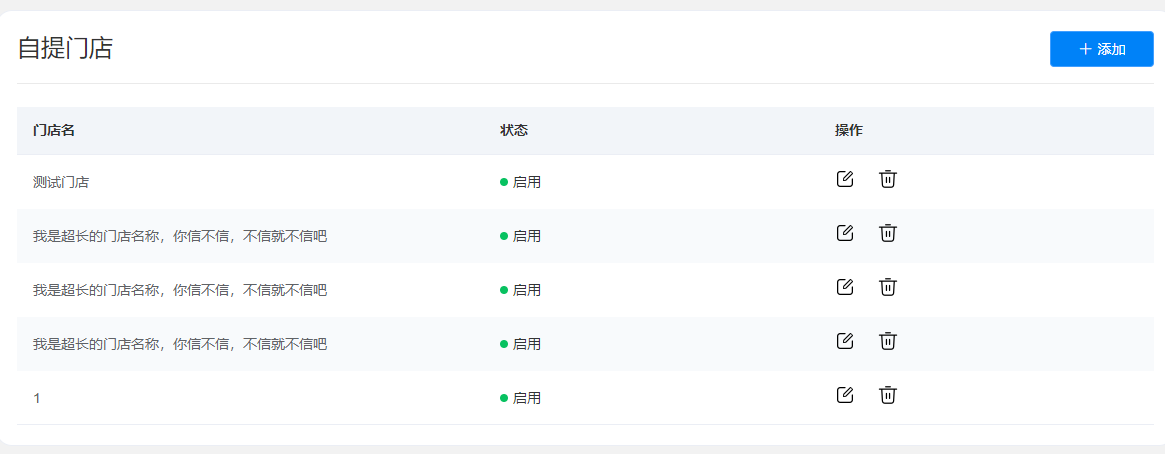 自提门店
+ 添加
门店名 状态 操作
测试门店 启用
我是超长的门店名称，你信不信，不信就不信吧 启用
我是超长的门店名称，你信不信，不信就不信吧 启用
我是超长的门店名称，你信不信，不信就不信吧 启用
1 启用